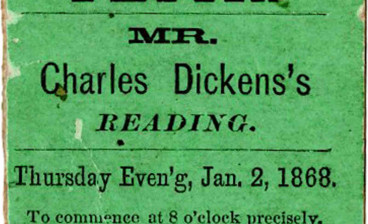 MR.
Charles Dickens's
READING.
Thursday Even'g, Jan. 2, 1868.
To commence at 8 o'clock precisely.